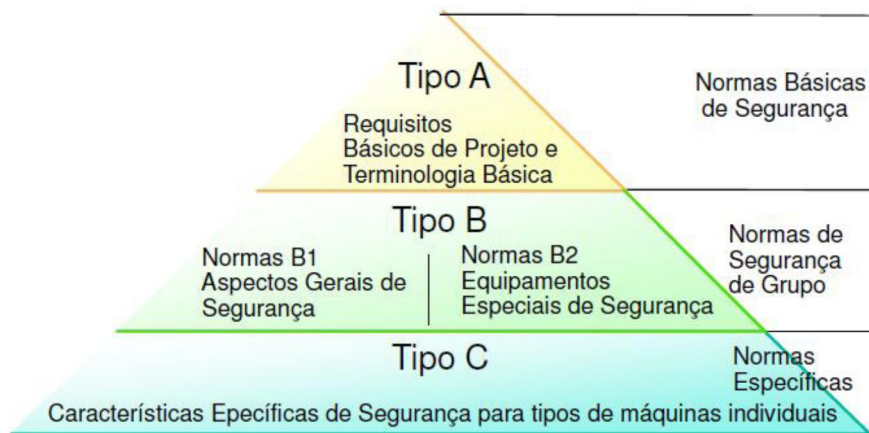 Tipo A
Requisitos
Básicos de Projeto e
Terminologia Básica
Normas Básicas
de Segurança
Tipo B
Normas B1
Aspectos Gerais de
Segurança
Normas B2
Equipamentos
Especiais de Segurança
Normas de
Segurança
de Grupo
Tipo C
Características Epecíficas de Segurança para tipos de máquinas individuais
Normas
Específicas